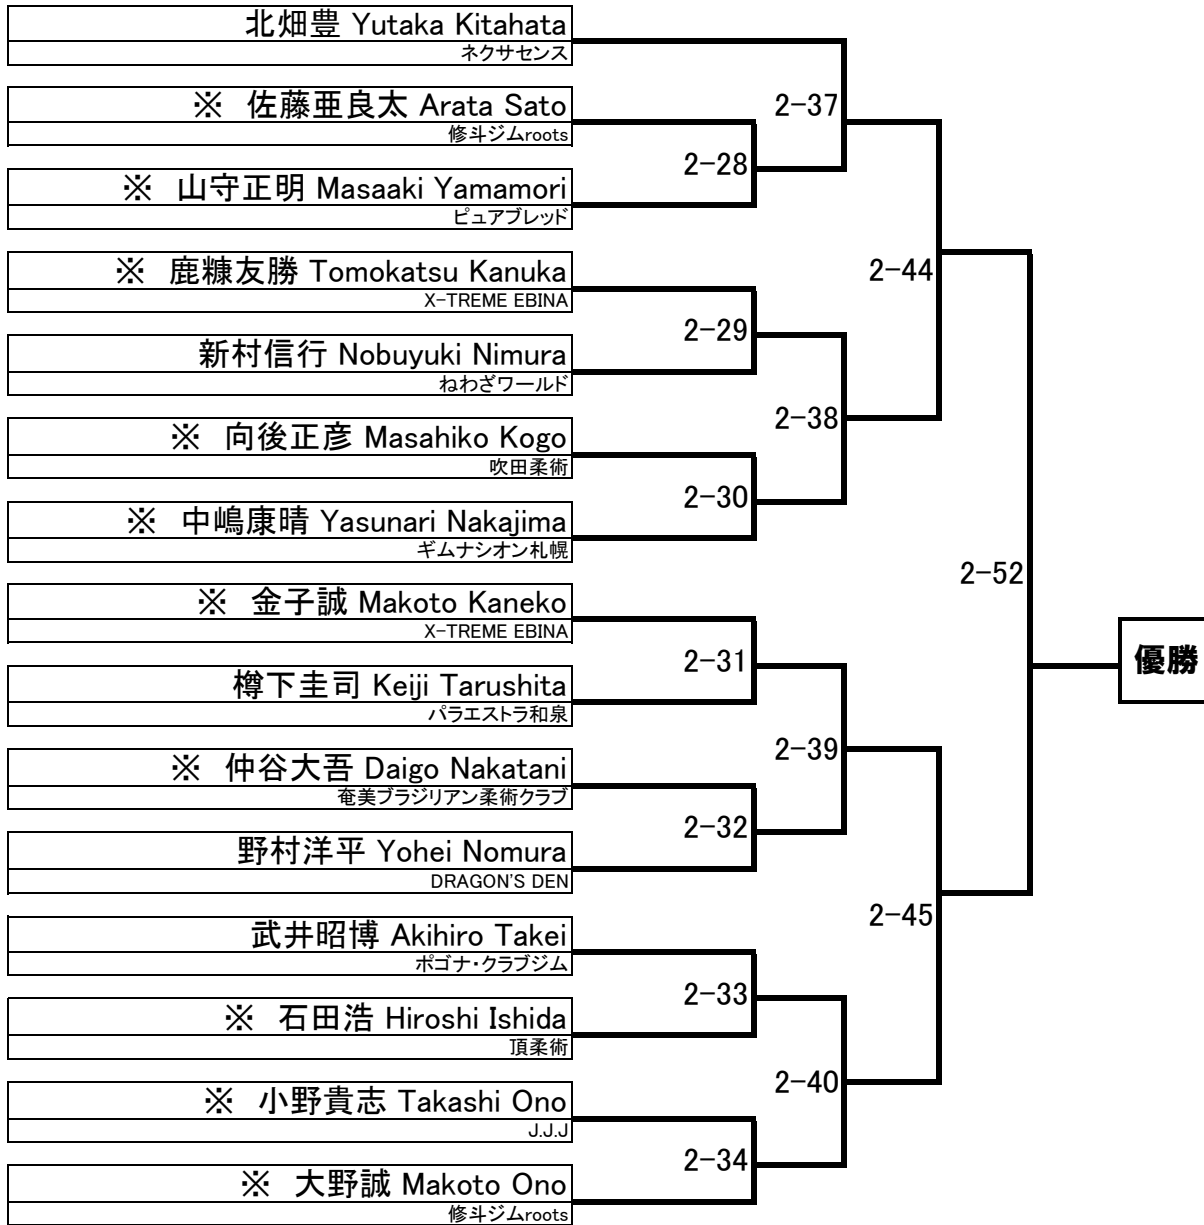 北畑豊 Yutaka Kitahata
ネクサセンス
※ 佐藤亜良太 Arata Sato
修斗ジムroots
2-37
2-28
※ 山守正明 Masaaki Yamamori
ピュアブレッド
※ 鹿糠友勝 Tomokatsu Kanuka
X-TREME EBINA
2-44
2-29
新村信行 Nobuyuki Nimura
ねわざワールド
2-38
※ 向後正彦 Masahiko Kogo
吹田柔術
2-30
※ 中嶋康晴 Yasunari Nakajima
ギムナシオン札幌
2-52
※ 金子誠 Makoto Kaneko
X-TREME EBINA
2-31
優勝
樽下圭司 Keiji Tarushita
パラエストラ和泉
2-39
※ 仲谷大吾 Daigo Nakatani
奄美ブラジリアン柔術クラブ
2-32
野村洋平 Yohei Nomura
DRAGON'S DEN
2-45
武井昭博 Akihiro Takei
ポゴナ・クラブジム
2-33
※ 石田浩 Hiroshi Ishida
頂柔術
2-40
※ 小野貴志 Takashi Ono
J.J.J
2-34
※ 大野誠 Makoto Ono
修斗ジムroots